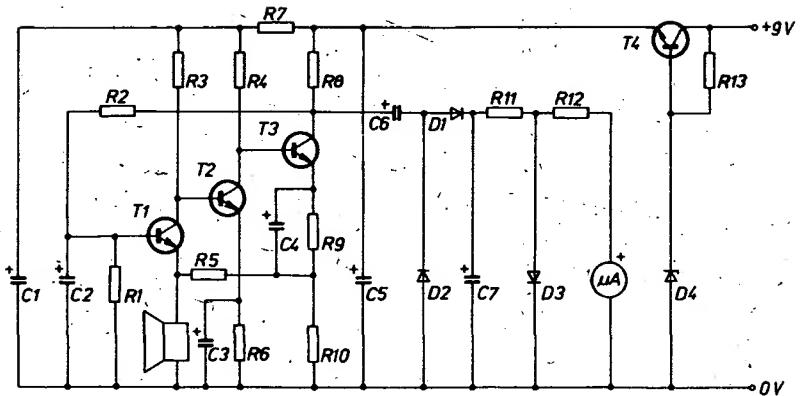 R7
+9V
T4
R3
R4
R8
R13
R2
C6
D1
R11
R12
T3
T2
T1
C4
R9
R5
+
C1
+
C2
R1
+
C3
R6
R10
+
C5
D2
+
C7
D3
+
μA
D4
+
+
0V